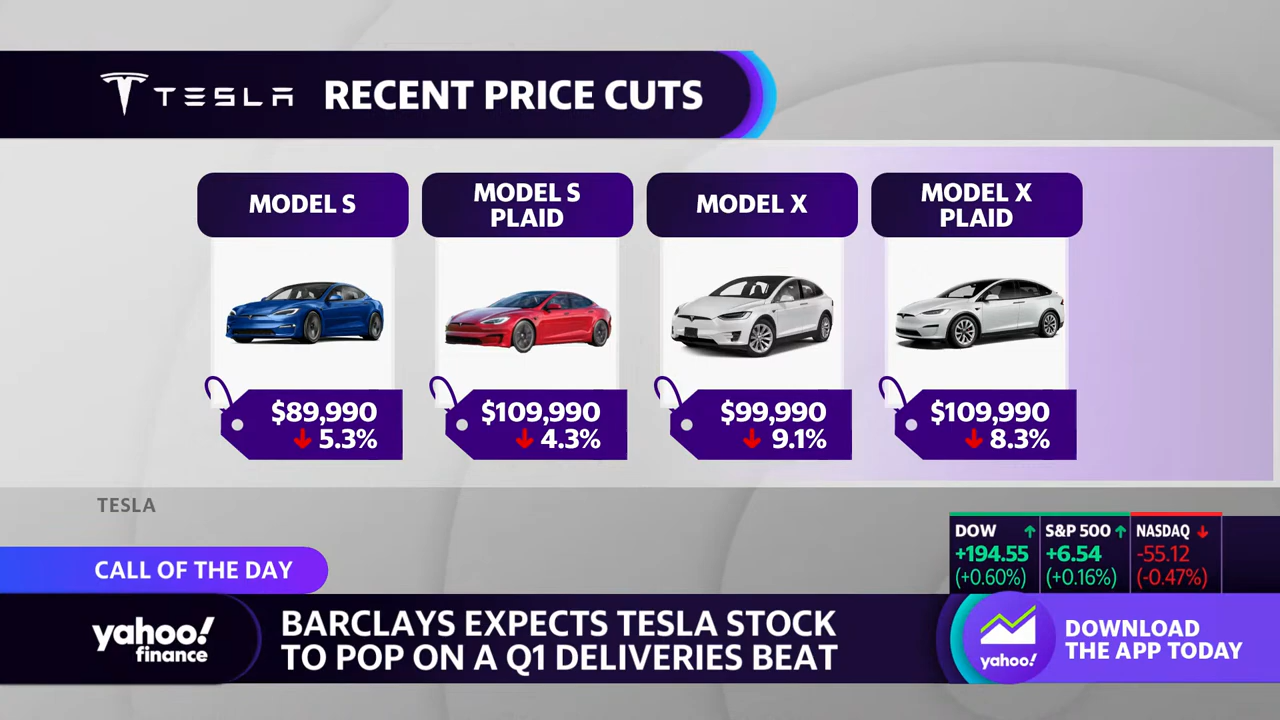 TESLA RECENT PRICE CUTS
MODEL S
MODEL S
PLAID
MODEL X
MODEL X
PLAID
$89,990
5.3%
$109,990
4.3%
$99,990
9.1%
$109,990
8.3%
TESLA
DOW
+194.55
(+0.60%)
S&P 500
+6.54
(+0.16%)
NASDAQ
-55.12
(-0.47%)
CALL OF THE DAY
yahoo!
finance
BARCLAYS EXPECTS TESLA STOCK
TO POP ON A Q1 DELIVERIES BEAT
yahoo!
DOWNLOAD
THE APP TODAY